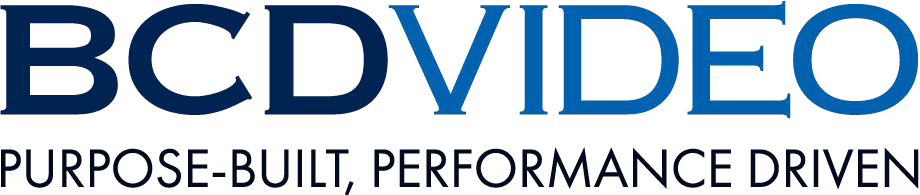 BCDVIDEO
PURPOSE-BUILT, PERFORMANCE DRIVEN